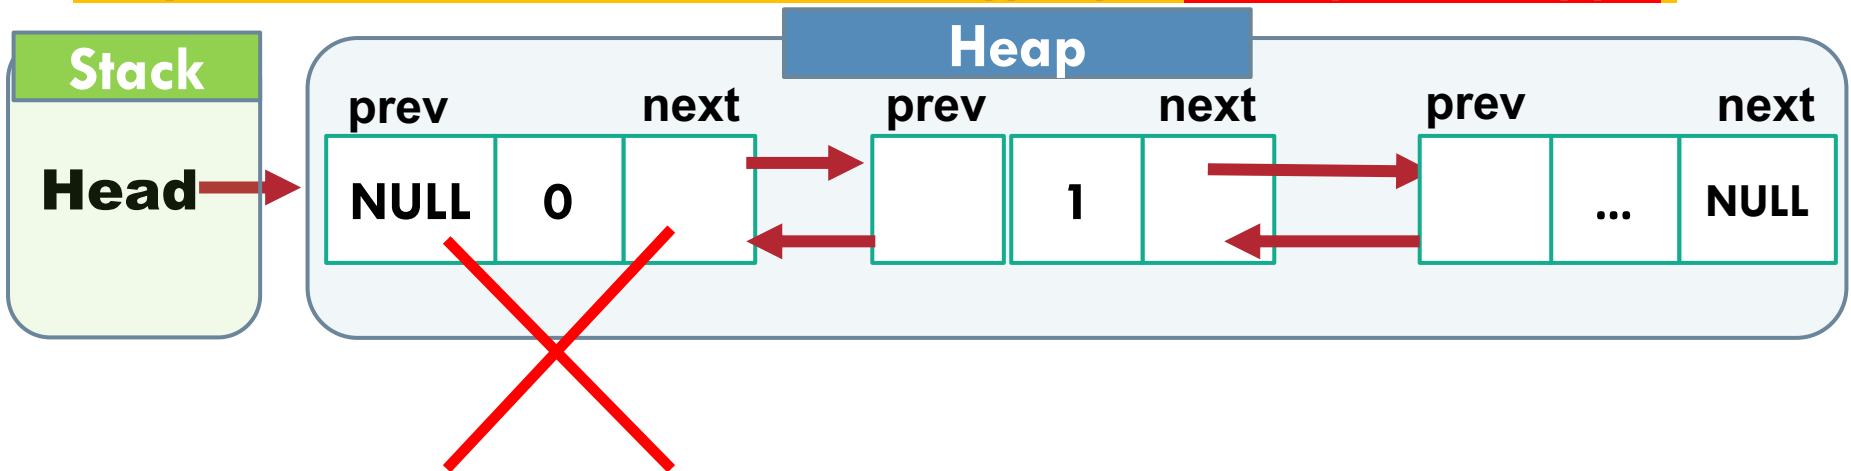 Heap
Stack
prev next prev next prev next
Head NULL 0 1 ... NULL